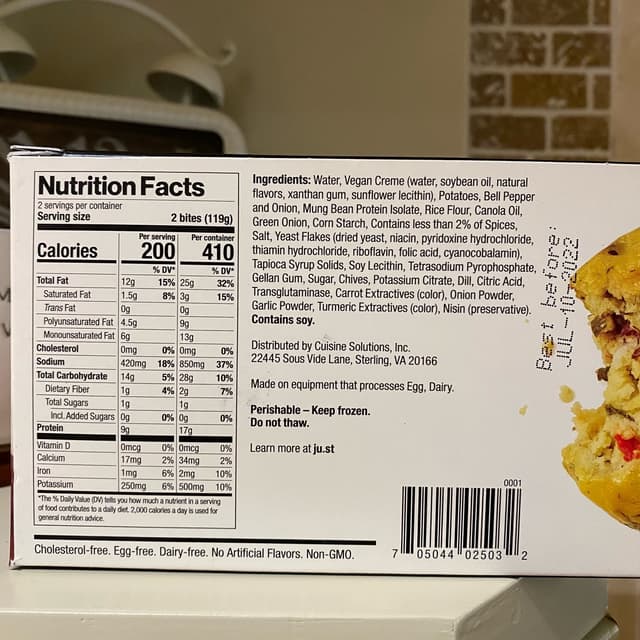 Nutrition Facts
2 servings per container
Serving size 2 bites (119g)
Per serving Per container
Calories 200 410
% DV* % DV*
Total Fat 12g 15% 25g 32%
Saturated Fat 1.5g 8% 3g 15%
Trans Fat 0g 0g
Polyunsaturated Fat 4.5g 9g
Monounsaturated Fat 6g 13g
Cholesterol 0mg 0% 0mg 0%
Sodium 420mg 18% 850mg 37%
Total Carbohydrate 14g 5% 28g 10%
Dietary Fiber 1g 4% 2g 7%
Total Sugars 1g 1g
Incl. Added Sugars 0g 0% 0g 0%
Protein 9g 17g
Vitamin D 0mcg 0% 0mcg 0%
Calcium 17mg 2% 34mg 2%
Iron 1mg 6% 2mg 10%
Potassium 250mg 6% 500mg 10%
*The % Daily Value (DV) tells you how much a nutrient in a serving
of food contributes to a daily diet. 2,000 calories a day is used for
general nutrition advice.
Cholesterol-free. Egg-free. Dairy-free. No Artificial Flavors. Non-GMO.
Ingredients: Water, Vegan Creme (water, soybean oil, natural
flavors, xanthan gum, sunflower lecithin), Potatoes, Bell Pepper
and Onion, Mung Bean Protein Isolate, Rice Flour, Canola Oil,
Green Onion, Corn Starch, Contains less than 2% of Spices,
Salt, Yeast Flakes (dried yeast, niacin, pyridoxine hydrochloride,
thiamin hydrochloride, riboflavin, folic acid, cyanocobalamin),
Tapioca Syrup Solids, Soy Lecithin, Tetrasodium Pyrophosphate,
Gellan Gum, Sugar, Chives, Potassium Citrate, Dill, Citric Acid,
Transglutaminase, Carrot Extractives (color), Onion Powder,
Garlic Powder, Turmeric Extractives (color), Nisin (preservative).
Contains soy.
Distributed by Cuisine Solutions, Inc.
22445 Sous Vide Lane, Sterling, VA 20166
Made on equipment that processes Egg, Dairy.
Perishable – Keep frozen.
Do not thaw.
Learn more at ju.st
Best before:
JUL-10-2022
0001
7 05044 02503 2